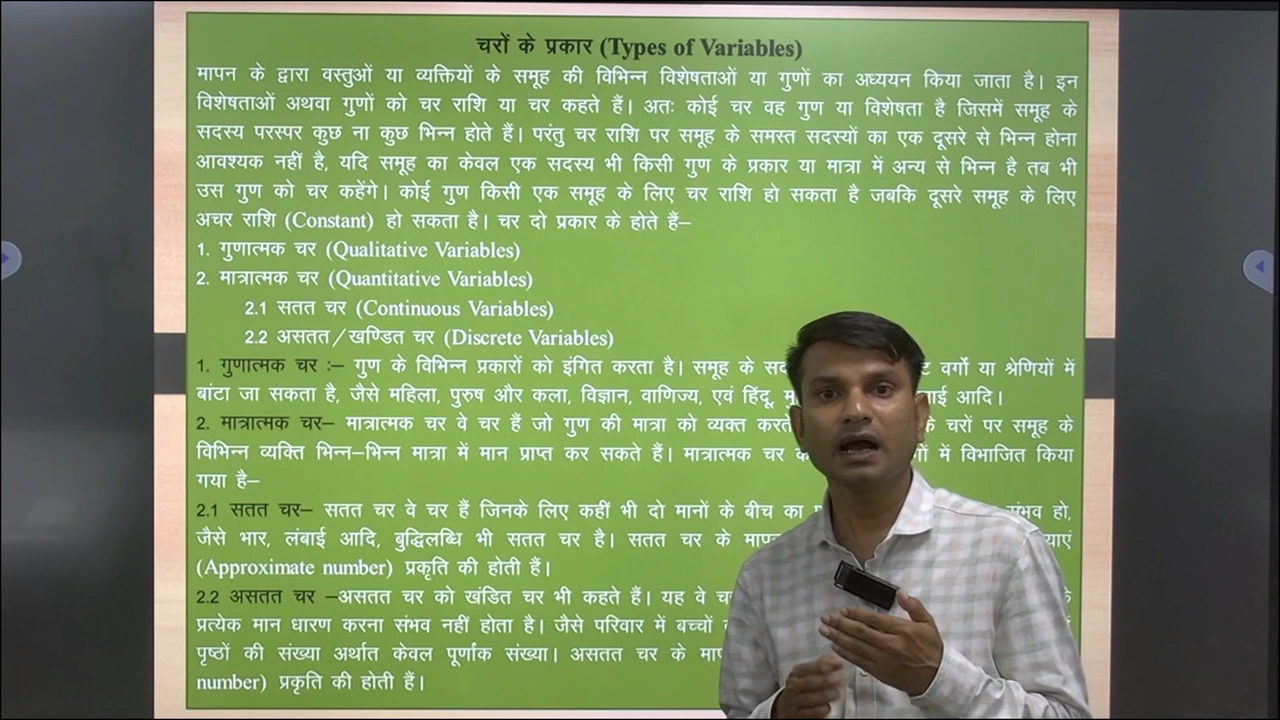 चरों के प्रकार (Types of Variables)
मापन के द्वारा वस्तुओं या व्यक्तियों के समूह की विभिन्न विशेषताओं या गुणों का अध्ययन किया जाता है। इन
विशेषताओं अथवा गुणों को चर राशि या चर कहते हैं। अतः कोई चर वह गुण या विशेषता है जिसमें समूह के
सदस्य परस्पर कुछ ना कुछ भिन्न होते हैं। परंतु चर राशि पर समूह के समस्त सदस्यों का एक दूसरे से भिन्न होना
आवश्यक नहीं है, यदि समूह का केवल एक सदस्य भी किसी गुण के प्रकार या मात्रा में अन्य से भिन्न है तब भी
उस गुण को चर कहेंगे। कोई गुण किसी एक समूह के लिए चर राशि हो सकता है जबकि दूसरे समूह के लिए
अचर राशि (Constant) हो सकता है। चर दो प्रकार के होते हैं–
1. गुणात्मक चर (Qualitative Variables)
2. मात्रात्मक चर (Quantitative Variables)
2.1 सतत चर (Continuous Variables)
2.2 असतत/खण्डित चर (Discrete Variables)
1. गुणात्मक चर :– गुण के विभिन्न प्रकारों को इंगित करता है। समूह के वर्गों या श्रेणियों में
बांटा जा सकता है, जैसे महिला, पुरुष और कला, विज्ञान, वाणिज्य, एवं हिंदू, आदि।
2. मात्रात्मक चर– मात्रात्मक चर वे चर हैं जो गुण की मात्रा को व्यक्त चरों पर समूह के
विभिन्न व्यक्ति भिन्न–भिन्न मात्रा में मान प्राप्त कर सकते हैं। मात्रात्मक चर में विभाजित किया
गया है–
2.1 सतत चर– सतत चर वे चर हैं जिनके लिए कहीं भी दो मानों के बीच का हो,
जैसे भार, लंबाई आदि, बुद्धिलब्धि भी सतत चर है। सतत चर के
(Approximate number) प्रकृति की होती हैं।
2.2 असतत चर –असतत चर को खंडित चर भी कहते हैं। यह वे
प्रत्येक मान धारण करना संभव नहीं होता है। जैसे परिवार में बच्चों
पृष्ठों की संख्या अर्थात केवल पूर्णांक संख्या। असतत चर के
number) प्रकृति की होती हैं।